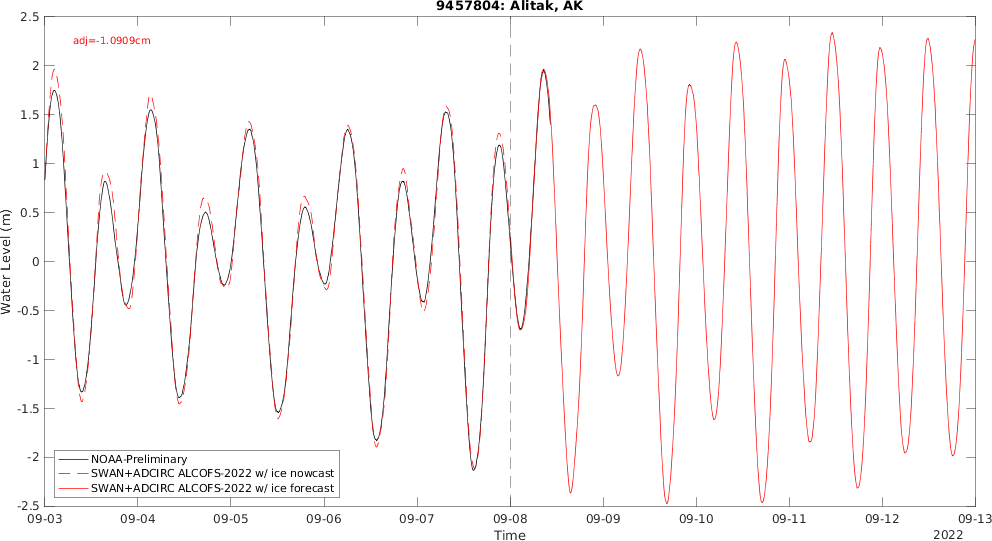 9457804: Alitak, AK
adj=-1.0909cm
2.5
2
1.5
1
0.5
0
-0.5
-1
-1.5
-2
-2.5
Water Level (m)
NOAA-Preliminary
SWAN+ADCIRC ALCOFS-2022 w/ ice nowcast
SWAN+ADCIRC ALCOFS-2022 w/ ice forecast
09-03 09-04 09-05 09-06 09-07 09-08 09-09 09-10 09-11 09-12 09-13
Time
2022